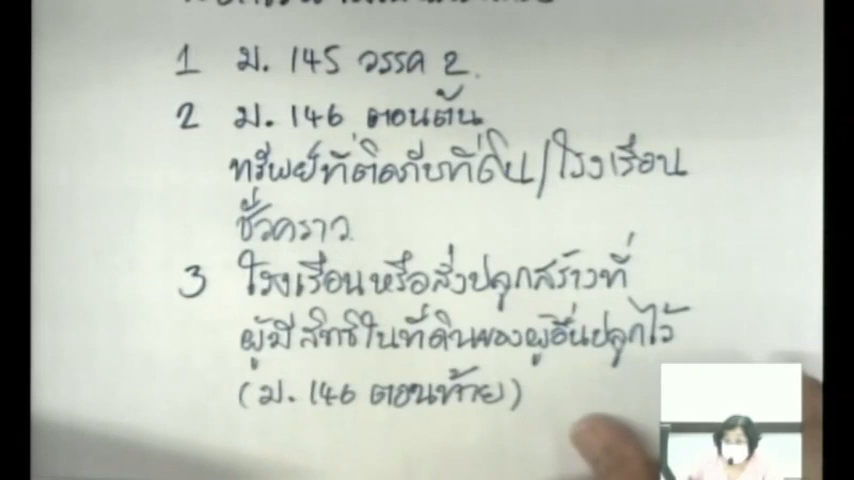 1 ม. 145 วรรค 2.
2 ม. 146 ตอนต้น
ทรัพย์ที่ติดกับที่ดิน/โรงเรือน
ชั่วคราว
3 โรงเรือนหรือสิ่งปลูกสร้างที่
ผู้มีสิทธิในที่ดินของผู้อื่นปลูกไว้
(ม. 146 ตอนท้าย)